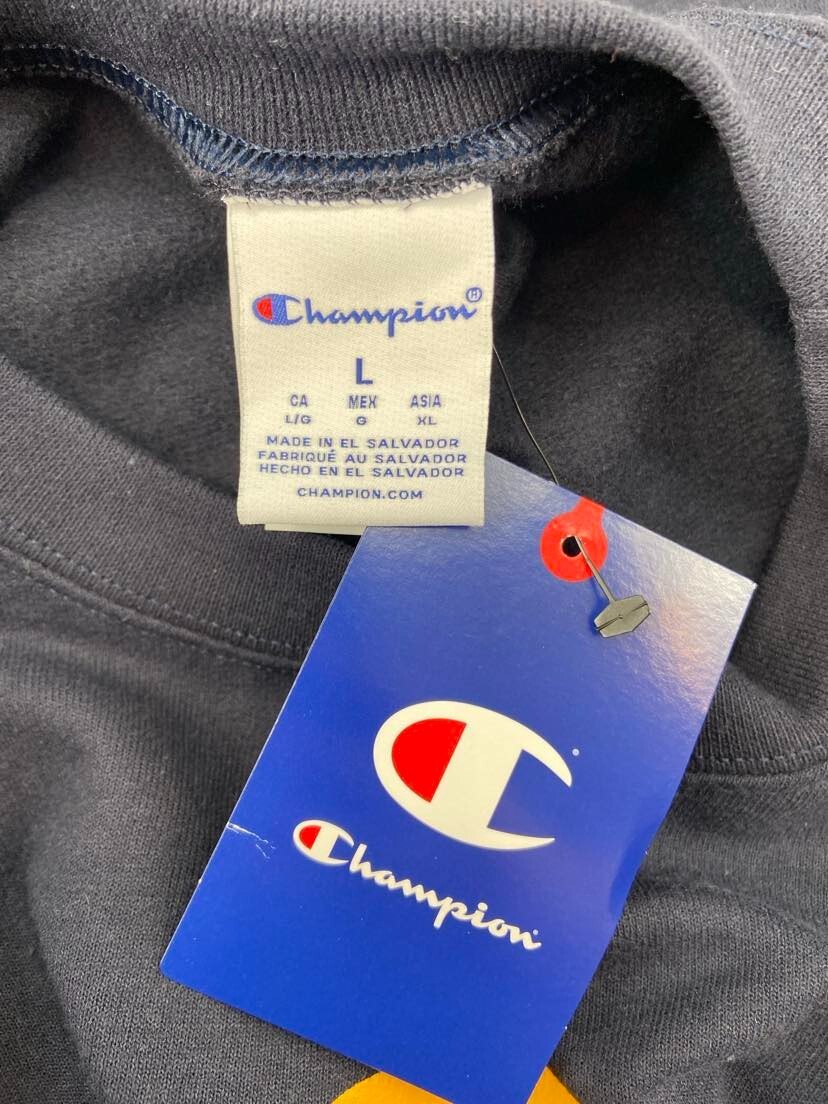 Champion®
L
CA MEX ASIA
L/G G XL
MADE IN EL SALVADOR
FABRIQUÉ AU SALVADOR
HECHO EN EL SALVADOR
CHAMPION.COM
Champion